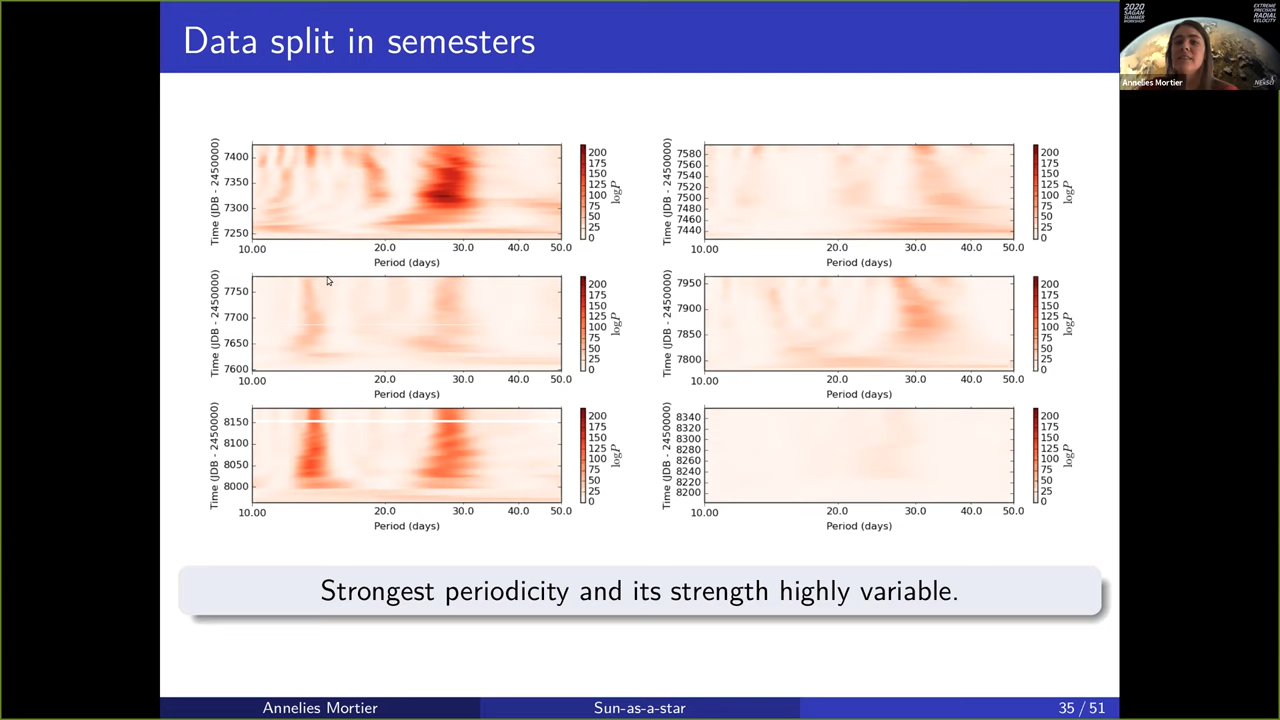 Data split in semesters
2020
SAGAN
SUMMER
WORKSHOP
EXTREME
PRECISION
RADIAL
VELOCITY
Annelies Mortier
NExScI
Time (JDB - 2450000)
7400
7350
7300
7250
10.00 20.0 30.0 40.0 50.0
Period (days)
200
175
150
125
100
75
50
25
0
logP
Time (JDB - 2450000)
7580
7560
7540
7520
7500
7480
7460
7440
10.00 20.0 30.0 40.0 50.0
Period (days)
200
175
150
125
100
75
50
25
0
logP
Time (JDB - 2450000)
7750
7700
7650
7600
10.00 20.0 30.0 40.0 50.0
Period (days)
200
175
150
125
100
75
50
25
0
logP
Time (JDB - 2450000)
7950
7900
7850
7800
10.00 20.0 30.0 40.0 50.0
Period (days)
200
175
150
125
100
75
50
25
0
logP
Time (JDB - 2450000)
8150
8100
8050
8000
10.00 20.0 30.0 40.0 50.0
Period (days)
200
175
150
125
100
75
50
25
0
logP
Time (JDB - 2450000)
8340
8320
8300
8280
8260
8240
8220
8200
10.00 20.0 30.0 40.0 50.0
Period (days)
200
175
150
125
100
75
50
25
0
logP
Strongest periodicity and its strength highly variable.
Annelies Mortier Sun-as-a-star 35 / 51